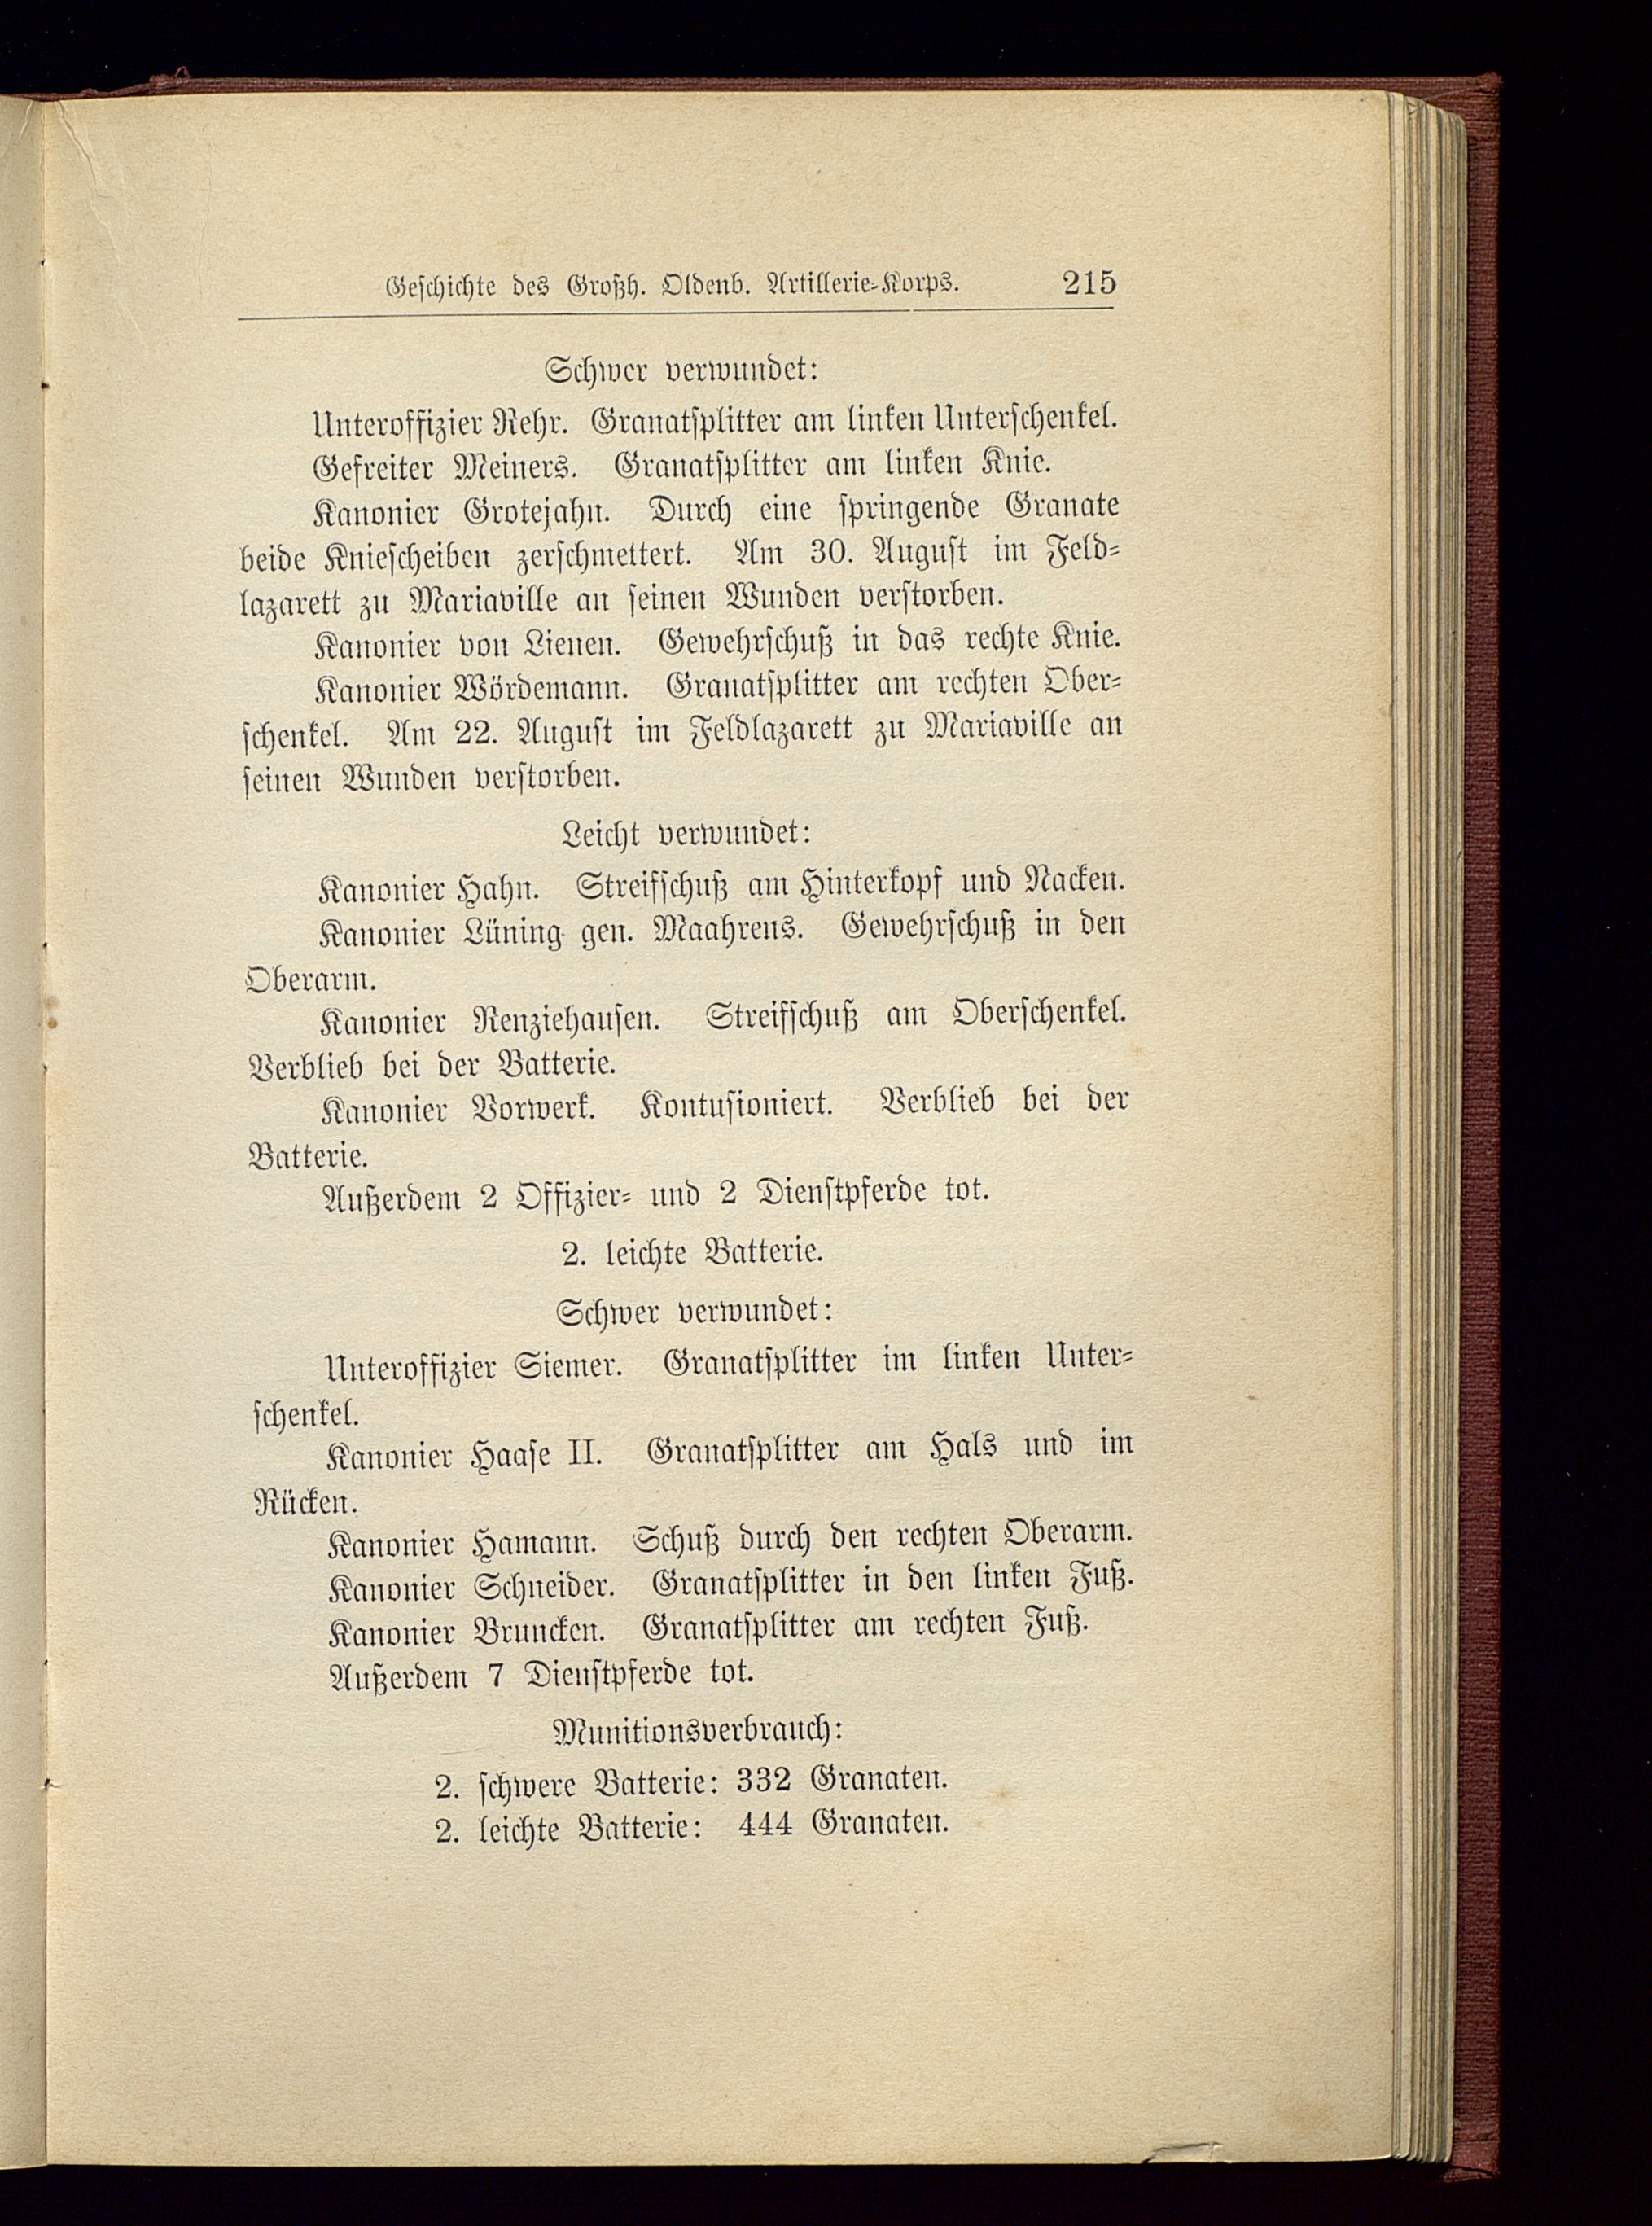 Geschichte des Großh. Oldenb. Artillerie-Korps. 215
Schwer verwundet:
Unteroffizier Rehr. Granatsplitter am linken Unterschenkel.
Gefreiter Meiners. Granatsplitter am linken Knie.
Kanonier Grotejahn. Durch eine springende Granate
beide Kniescheiben zerschmettert. Am 30. August im Feld-
lazarett zu Mariaville an seinen Wunden verstorben.
Kanonier von Lienen. Gewehrschuß in das rechte Knie.
Kanonier Wördemann. Granatsplitter am rechten Ober-
schenkel. Am 22. August im Feldlazarett zu Mariaville an
seinen Wunden verstorben.
Leicht verwundet:
Kanonier Hahn. Streifschuß am Hinterkopf und Nacken.
Kanonier Lüning gen. Maahrens. Gewehrschuß in den
Oberarm.
Kanonier Renziehausen. Streifschuß am Oberschenkel.
Verblieb bei der Batterie.
Kanonier Vorwerk. Kontusioniert. Verblieb bei der
Batterie.
Außerdem 2 Offizier- und 2 Dienstpferde tot.
2. leichte Batterie.
Schwer verwundet:
Unteroffizier Siemer. Granatsplitter im linken Unter-
schenkel.
Kanonier Haase II. Granatsplitter am Hals und im
Rücken.
Kanonier Hamann. Schuß durch den rechten Oberarm.
Kanonier Schneider. Granatsplitter in den linken Fuß.
Kanonier Bruncken. Granatsplitter am rechten Fuß.
Außerdem 7 Dienstpferde tot.
Munitionsverbrauch:
2. schwere Batterie: 332 Granaten.
2. leichte Batterie: 444 Granaten.